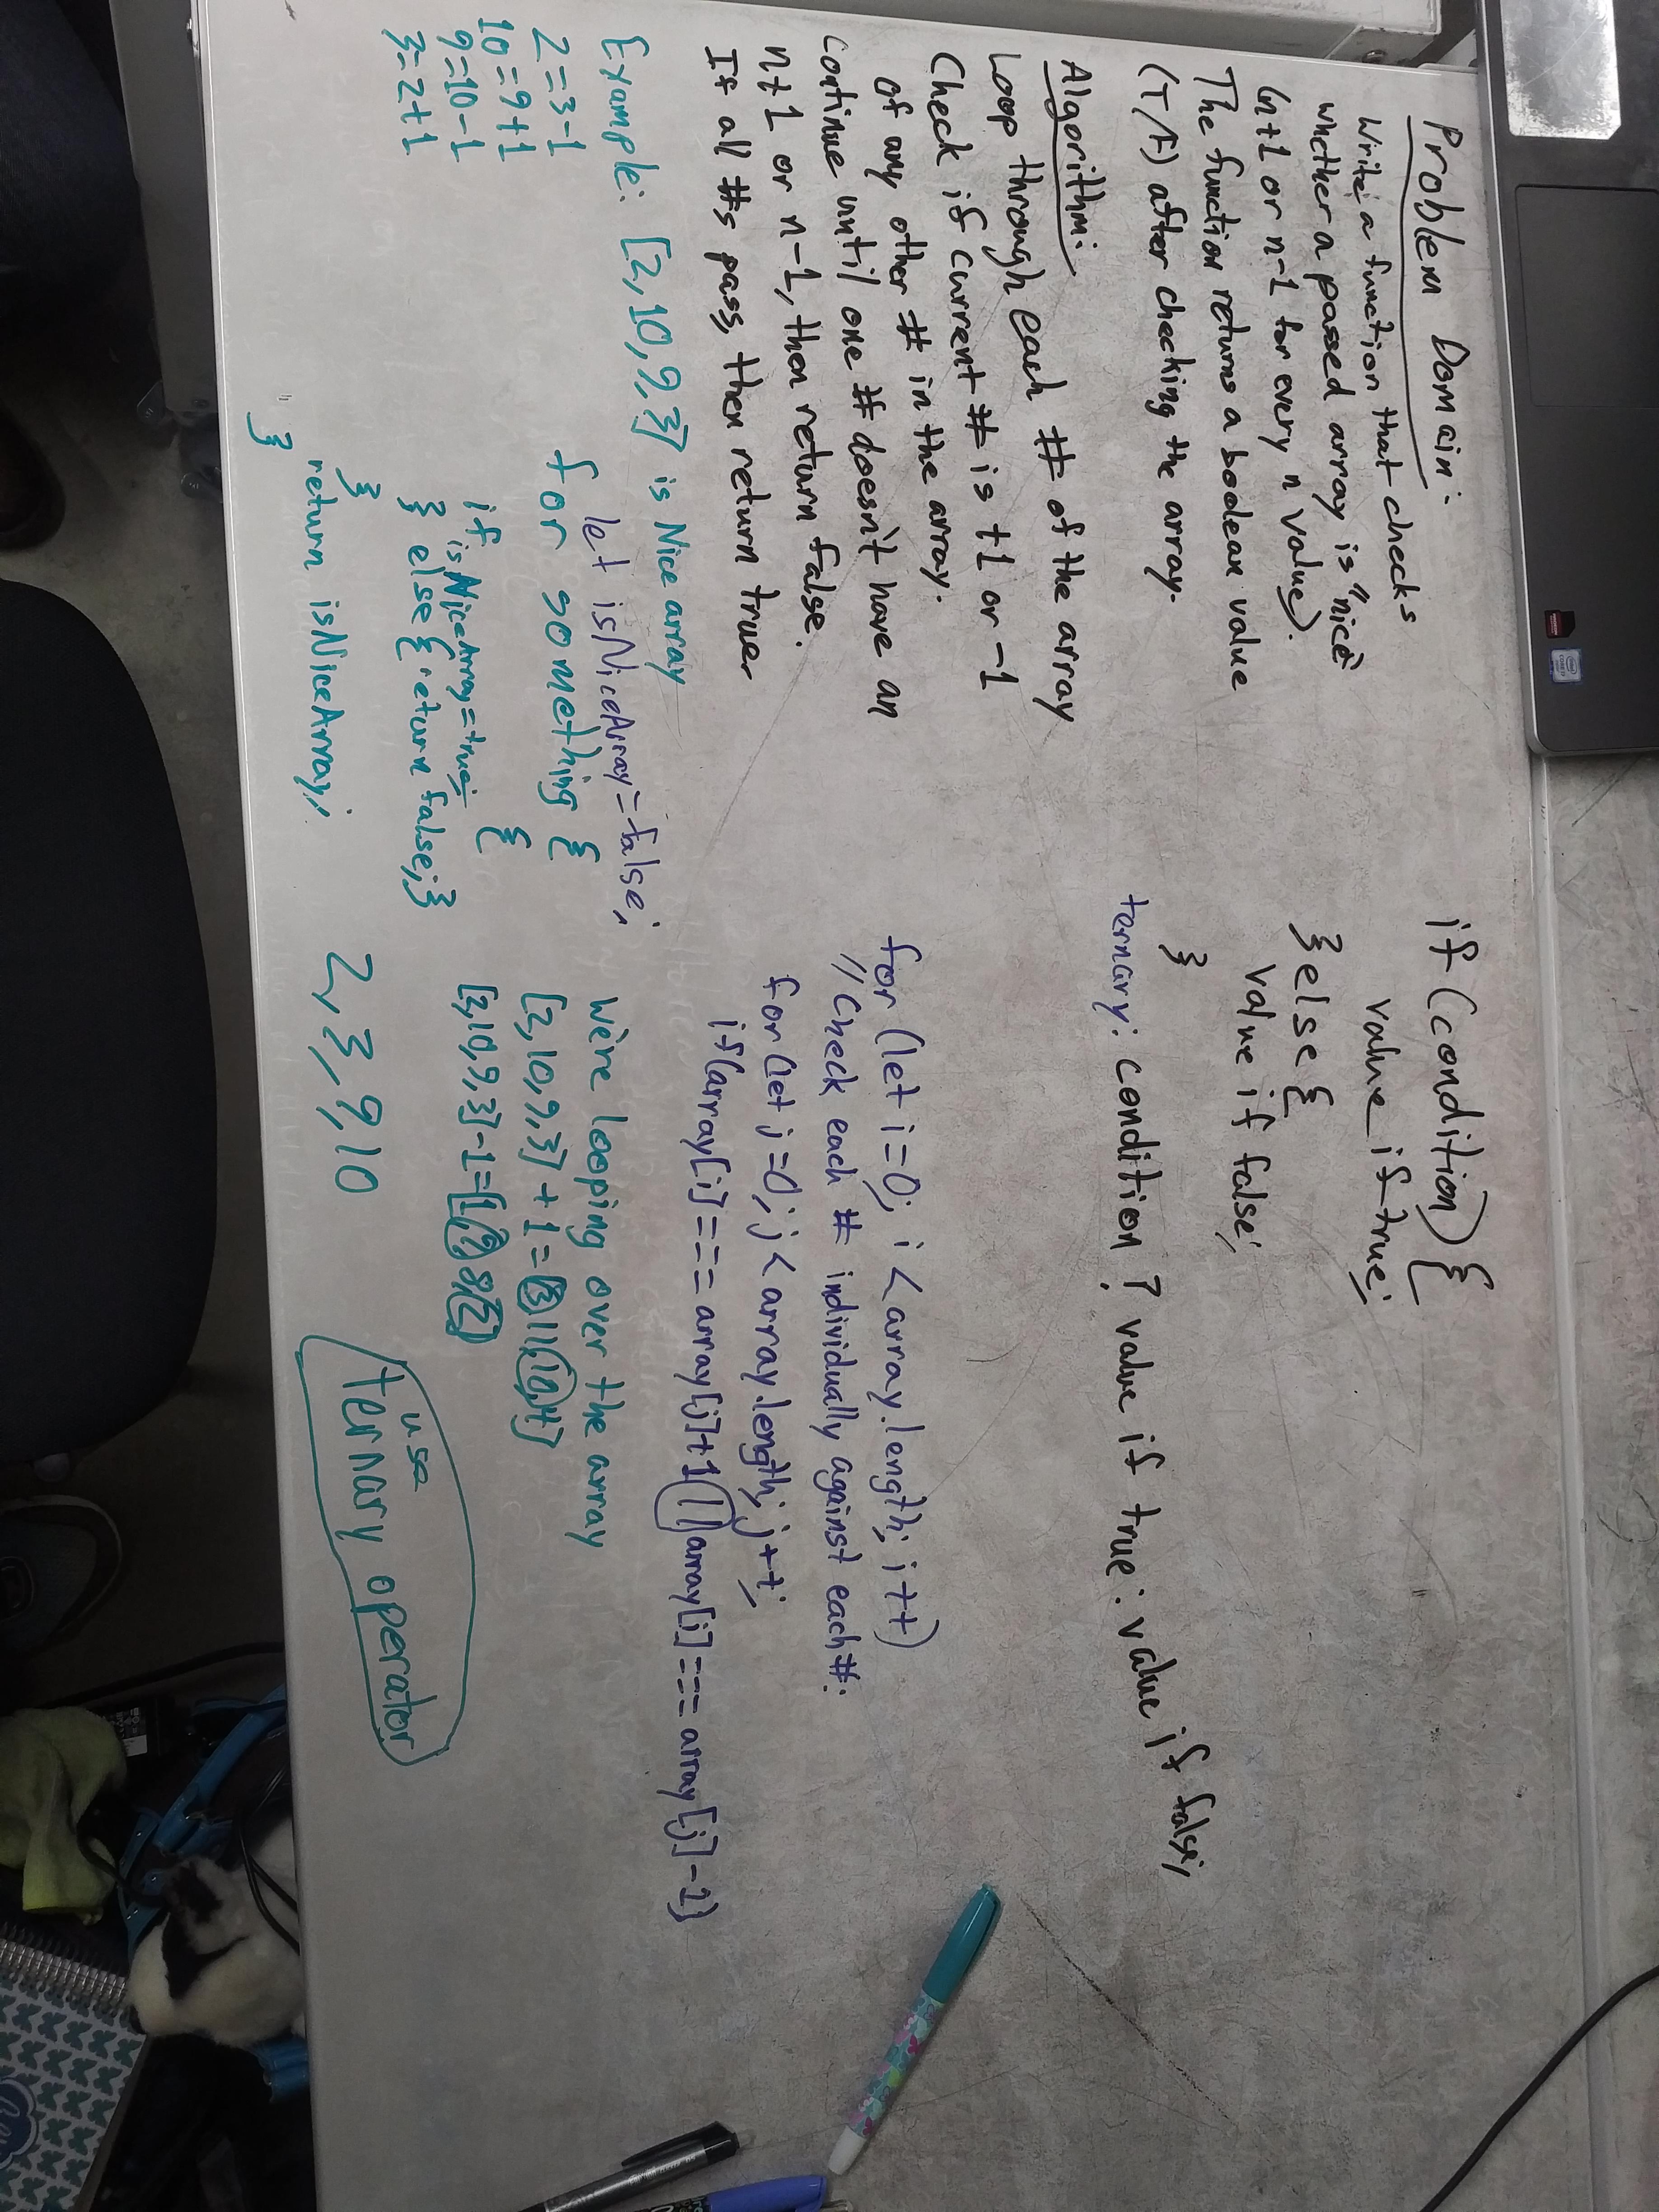 Problem Domain:
Write a function that checks
whether a passed array is "nice"
(n+1 or n-1 for every n value).
The function returns a boolean value
(T/F) after checking the array.
Algorithm:
Loop through each # of the array
Check if current # is +1 or -1
of any other # in the array.
Continue until one # doesn't have an
n+1 or n-1, then return false.
If all #s pass, then return true
Example: [2,10,9,3] is Nice array
2=3-1
10=9+1
9=10-1
3=2+1
let isNiceArray=false;
for something {
if {
isNiceArray=true;
} else { return false; }
}
return isNiceArray;
}
if (condition) {
value if true;
} else {
value if false;
}
ternary: condition ? value if true : value if false;
for (let i=0; i < array.length; i++)
// Check each # individually against each #.
for (let j=0; j < array.length; j++;
if(array[i] === array[j]+1 || array[i] === array[j]-1)
We're looping over the array
[2,10,9,3] + 1 = [3,11,10,4]
[2,10,9,3]-1=[1,9,8,2]
2,3,9,10
use
ternary operator